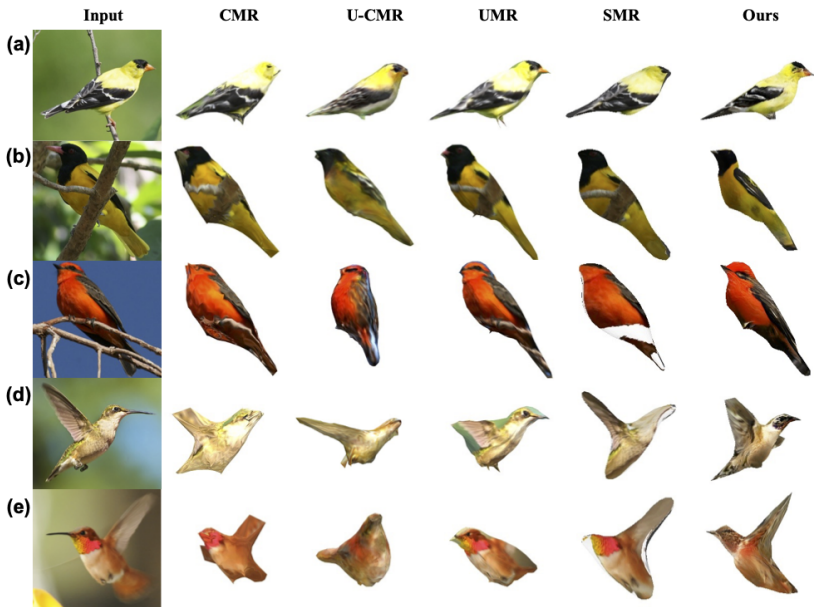 Input CMR U-CMR UMR SMR Ours
(a)
(b)
(c)
(d)
(e)